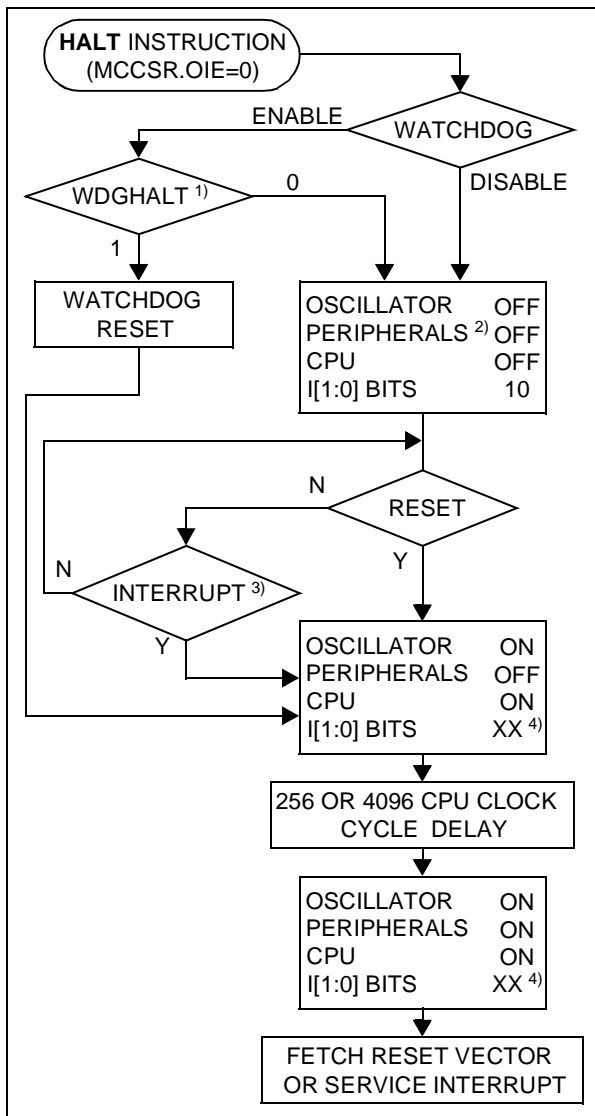 HALT INSTRUCTION
(MCCSR.OIE=0)
ENABLE
WATCHDOG
WDGHALT 1)
0
DISABLE
1
WATCHDOG
RESET
OSCILLATOR OFF
PERIPHERALS 2) OFF
CPU OFF
I[1:0] BITS 10
N
RESET
N
Y
INTERRUPT 3)
Y
OSCILLATOR ON
PERIPHERALS OFF
CPU ON
I[1:0] BITS XX 4)
256 OR 4096 CPU CLOCK
CYCLE DELAY
OSCILLATOR ON
PERIPHERALS ON
CPU ON
I[1:0] BITS XX 4)
FETCH RESET VECTOR
OR SERVICE INTERRUPT